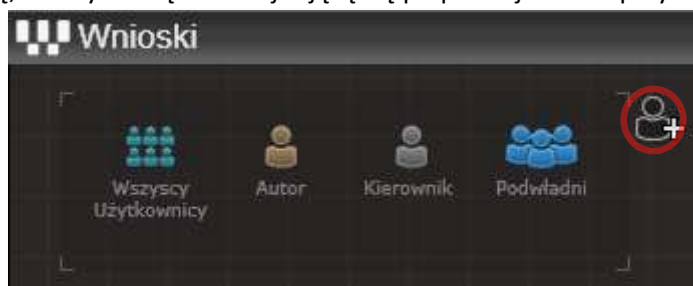 Wnioski
Wszyscy
Użytkownicy
Autor
Kierownik
Podwładni